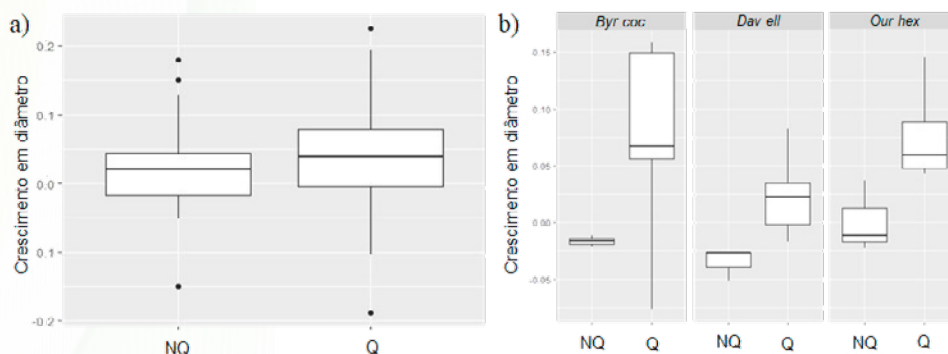 a)
Crescimento em diâmetro
0.2
0.1
0.0
0.1
-0.2
NQ Q
b)
Crescimento em diâmetro
Byr coc Dav ell Our hex
0.15
0.10
0.05
0.00
-0.05
NQ Q NQ Q NQ Q